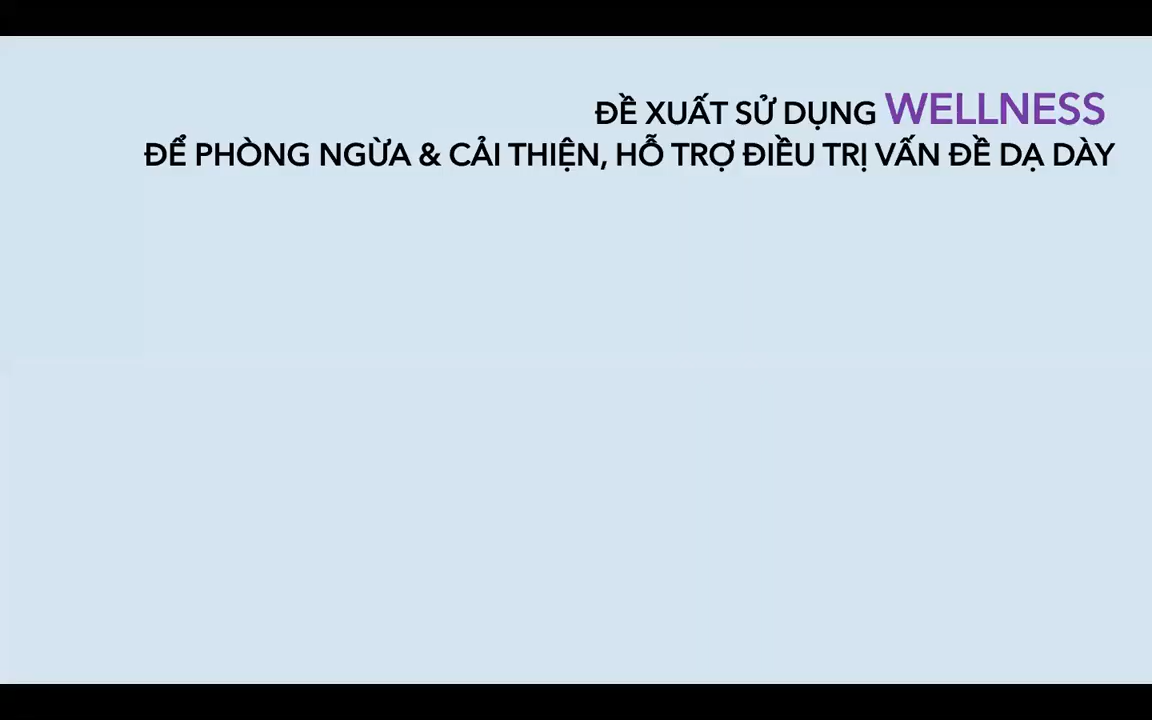 ĐỀ XUẤT SỬ DỤNG WELLNESS
ĐỂ PHÒNG NGỪA & CẢI THIỆN, HỖ TRỢ ĐIỀU TRỊ VẤN ĐỀ DẠ DÀY